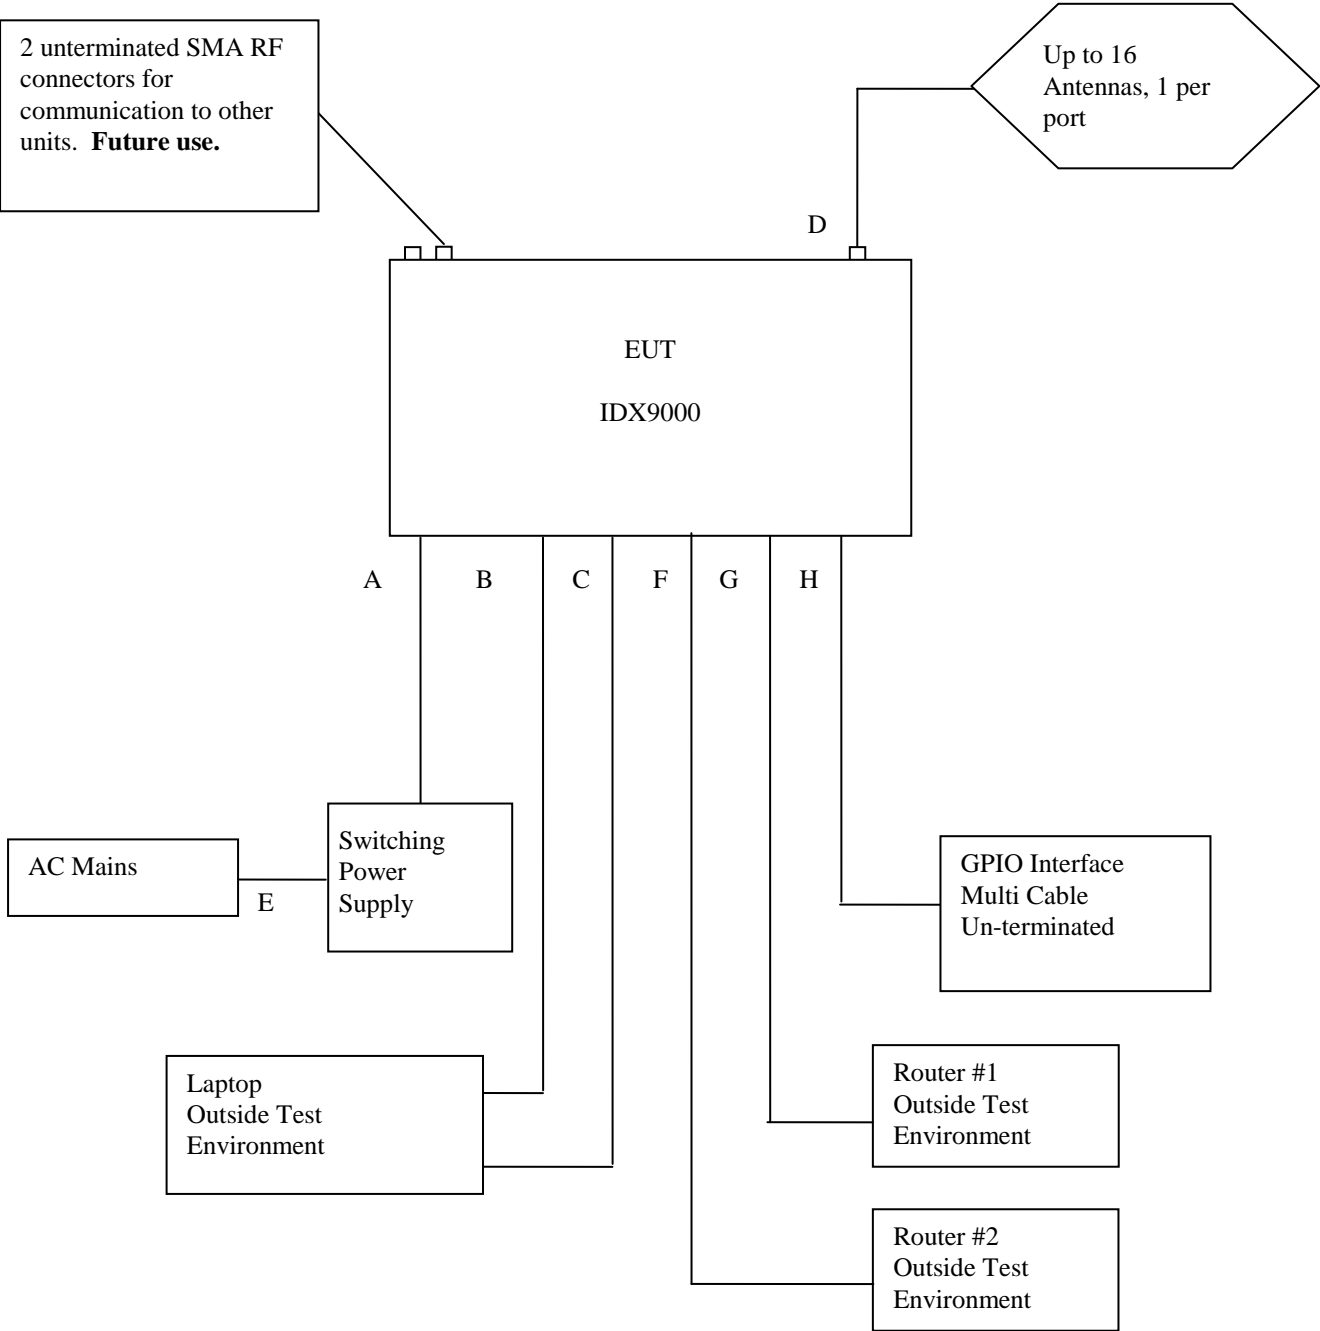 2 unterminated SMA RF
connectors for
communication to other
units.  Future use.
Up to 16
Antennas, 1 per
port
D
EUT
IDX9000
A
B
C
F
G
H
AC Mains
E
Switching
Power
Supply
GPIO Interface
Multi Cable
Un-terminated
Laptop
Outside Test
Environment
Router #1
Outside Test
Environment
Router #2
Outside Test
Environment